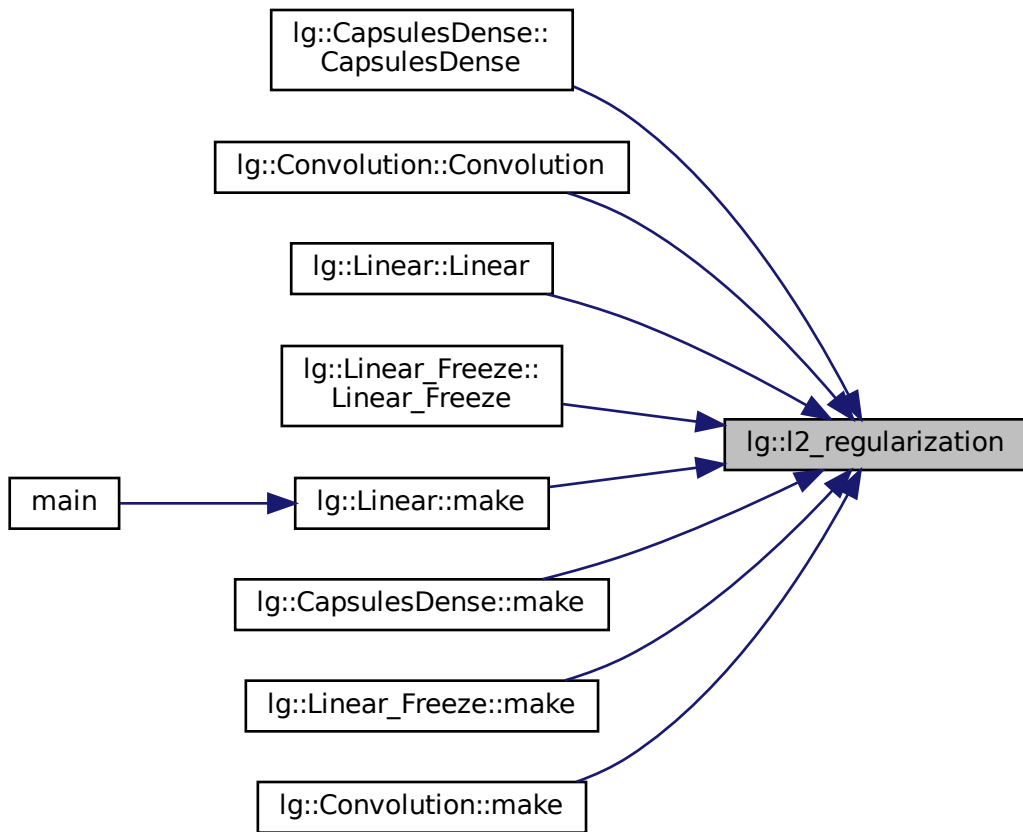 lg::CapsulesDense::
CapsulesDense
lg::Convolution::Convolution
lg::Linear::Linear
lg::Linear_Freeze::
Linear_Freeze
lg::l2_regularization
main
lg::Linear::make
lg::CapsulesDense::make
lg::Linear_Freeze::make
lg::Convolution::make